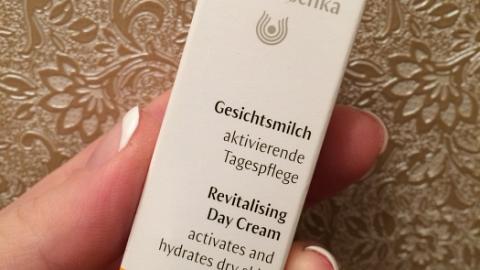 Gesichtsmilch
aktivierende
Tagespflege
Revitalising
Day Cream
activates and
hydrates dry